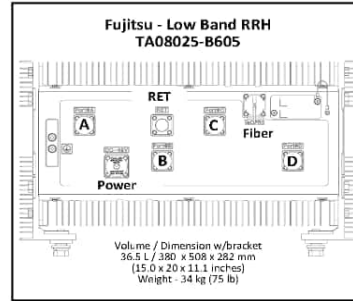 Fujitsu - Low Band RRH
TA08025-B605
RET
A
C
Fiber
Power
B
D
Volume / Dimension w/bracket
36.5 L / 380 x 508 x 282 mm
(15.0 x 20 x 11.1 inches)
Weight - 34 kg (75 lb)